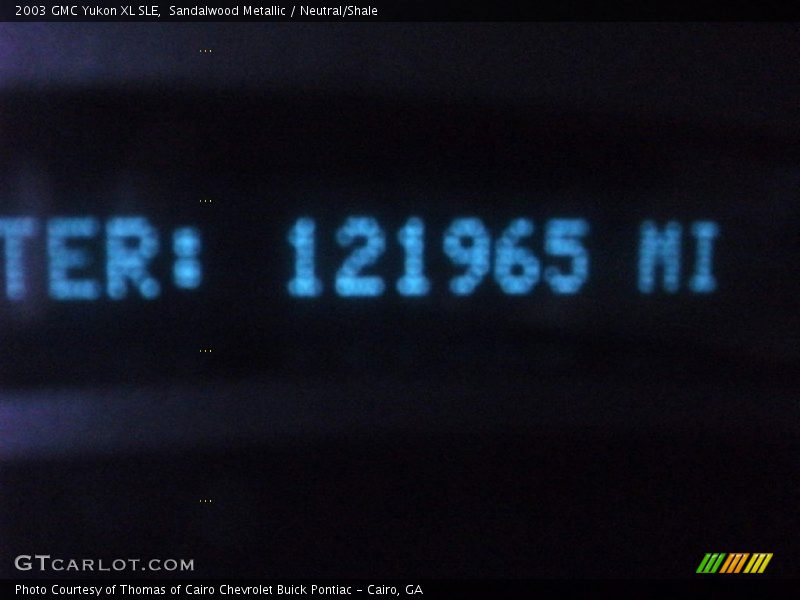 2003 GMC Yukon XL SLE,  Sandalwood Metallic / Neutral/Shale
...
...
TER: 121965 MI
...
...
GTCARLOT.COM
Photo Courtesy of Thomas of Cairo Chevrolet Buick Pontiac - Cairo, GA